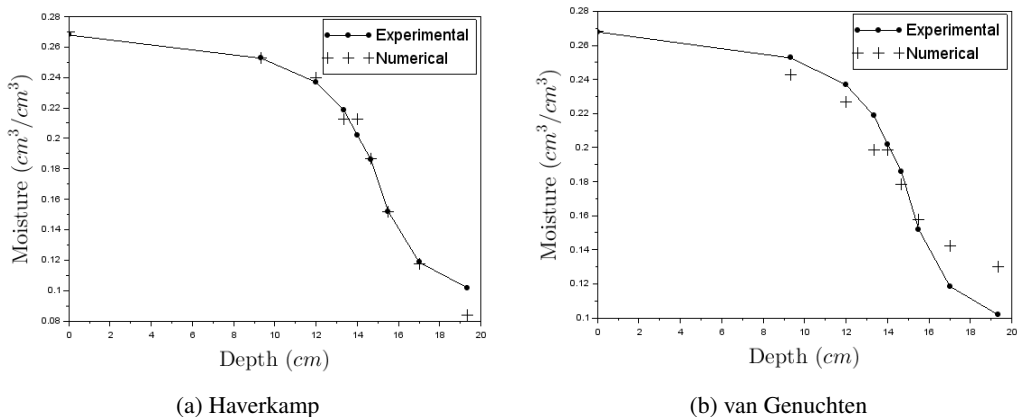 0.28
0.26
0.24
0.22
0.2
0.18
0.16
0.14
0.12
0.1
0.08
0 2 4 6 8 10 12 14 16 18 20
Moisture (cm³/cm³)
Depth (cm)
Experimental
Numerical
(a) Haverkamp
0.28
0.26
0.24
0.22
0.2
0.18
0.16
0.14
0.12
0.1
0 2 4 6 8 10 12 14 16 18 20
Moisture (cm³/cm³)
Depth (cm)
Experimental
Numerical
(b) van Genuchten